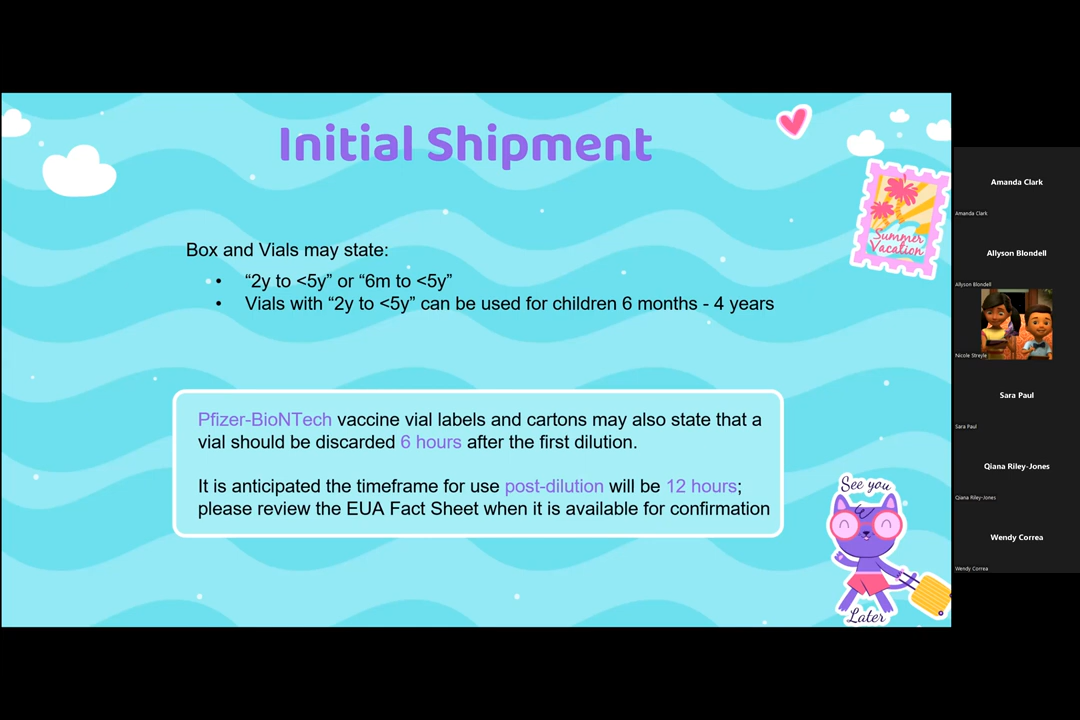 Initial Shipment
Summer
Vacation
Box and Vials may state:
• “2y to <5y” or “6m to <5y”
• Vials with “2y to <5y” can be used for children 6 months - 4 years
Pfizer-BioNTech vaccine vial labels and cartons may also state that a
vial should be discarded 6 hours after the first dilution.
It is anticipated the timeframe for use post-dilution will be 12 hours;
please review the EUA Fact Sheet when it is available for confirmation
See you
Later
Amanda Clark
Amanda Clark
Allyson Blondell
Allyson Blondell
Nicole Streyle
Sara Paul
Sara Paul
Qiana Riley-Jones
Qiana Riley-Jones
Wendy Correa
Wendy Correa